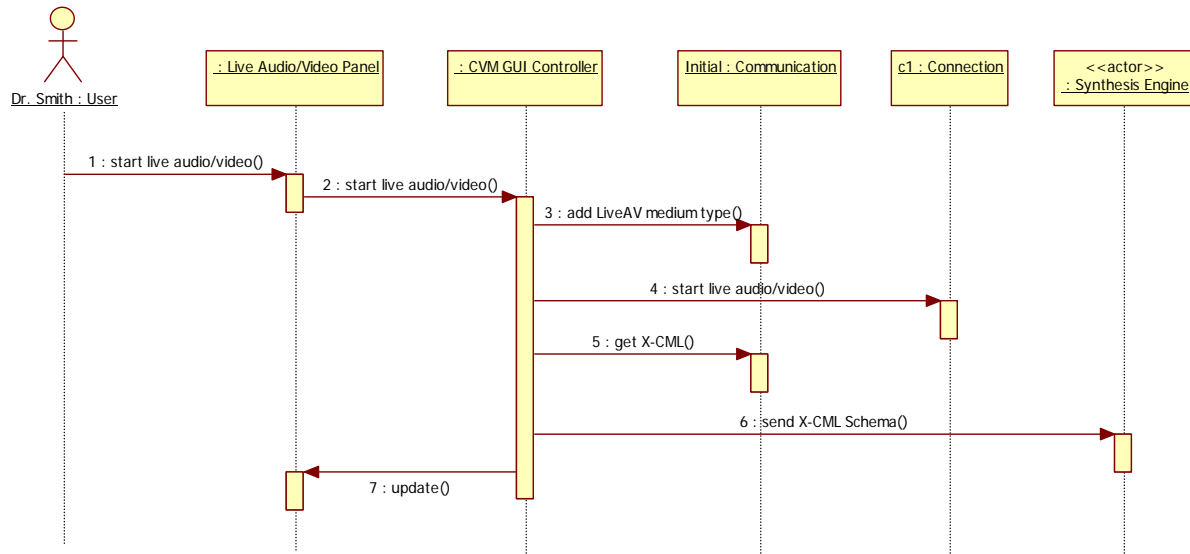 Dr. Smith : User
: Live Audio/Video Panel
: CVM GUI Controller
Initial : Communication
c1 : Connection
<<actor>>
: Synthesis Engine
1 : start live audio/video()
2 : start live audio/video()
3 : add LiveAV medium type()
4 : start live audio/video()
5 : get X-CML()
6 : send X-CML Schema()
7 : update()